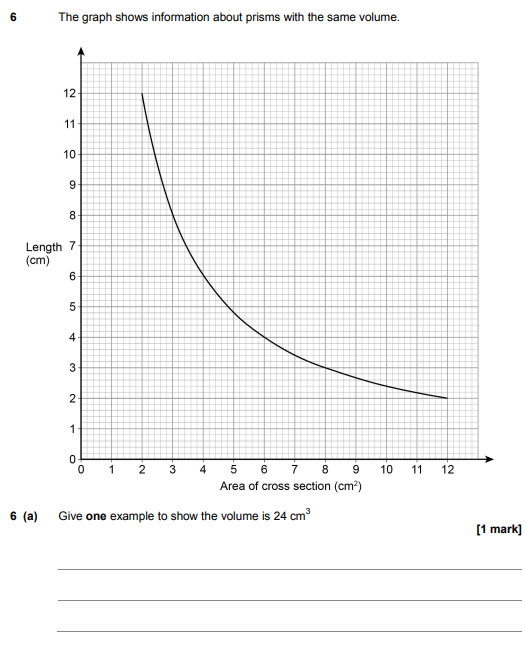 6 The graph shows information about prisms with the same volume.
12
11
10
9
8
Length 7
(cm)
6
5
4
3
2
1
0
0 1 2 3 4 5 6 7 8 9 10 11 12
Area of cross section (cm²)
6 (a) Give one example to show the volume is 24 cm³
[1 mark]